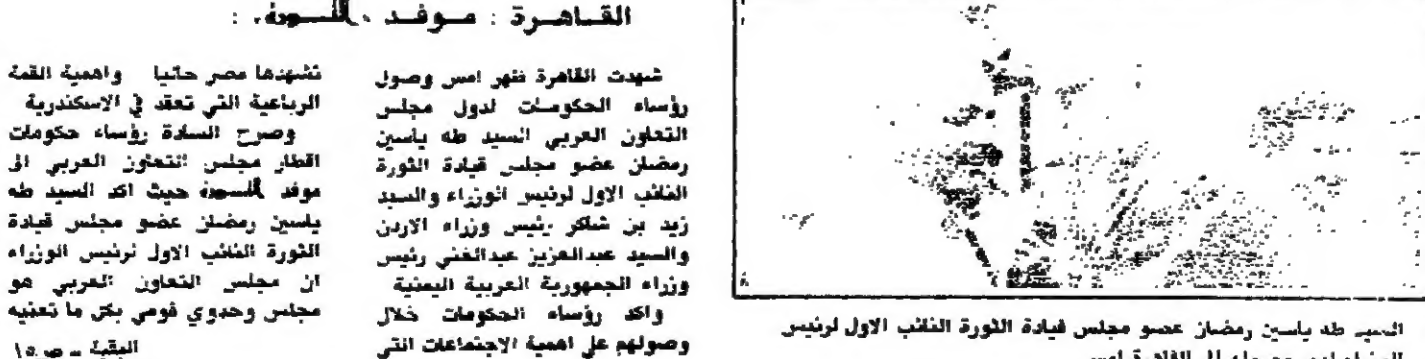 القاهرة : موفد الثورة :
شهدت القاهرة ظهر امس وصول
رؤساء الحكومات لدول مجلس
التعاون العربي السيد طه ياسين
رمضان عضو مجلس قيادة الثورة
النائب الاول لرئيس الوزراء والسيد
زيد بن شاكر رئيس وزراء الاردن
والسيد عبدالعزيز عبدالغني رئيس
وزراء الجمهورية العربية اليمنية
واكد رؤساء الحكومات خلال
وصولهم على اهمية الاجتماعات التي
تشهدها مصر حاليا واهمية القمة
الرباعية التي تعقد في الاسكندرية
وصرح السادة رؤساء حكومات
اقطار مجلس التعاون العربي الى
موفد الثورة حيث اكد السيد طه
ياسين رمضان عضو مجلس قيادة
الثورة النائب الاول لرئيس الوزراء
ان مجلس التعاون العربي هو
مجلس وحدوي قومي بكل ما تعنيه
البقية ـ ص ١٥
السيد طه ياسين رمضان عضو مجلس قيادة الثورة النائب الاول لرئيس